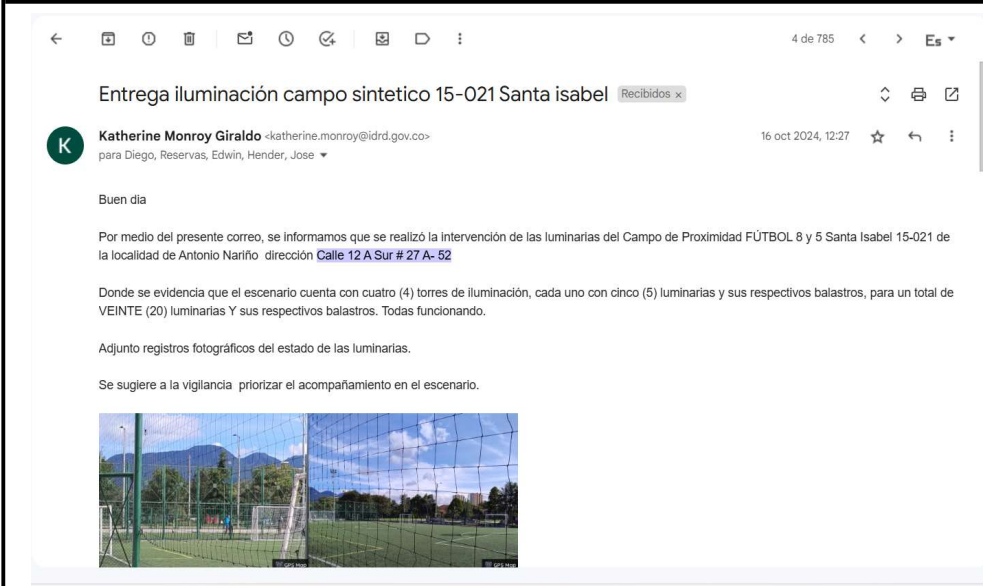 4 de 785
Es
Entrega iluminación campo sintetico 15-021 Santa isabel
Recibidos x
K
Katherine Monroy Giraldo <katherine.monroy@idrd.gov.co>
16 oct 2024, 12:27
para Diego, Reservas, Edwin, Hender, Jose
Buen dia
Por medio del presente correo, se informamos que se realizó la intervención de las luminarias del Campo de Proximidad FÚTBOL 8 y 5 Santa Isabel 15-021 de
la localidad de Antonio Nariño dirección Calle 12 A Sur # 27 A- 52
Donde se evidencia que el escenario cuenta con cuatro (4) torres de iluminación, cada uno con cinco (5) luminarias y sus respectivos balastros, para un total de
VEINTE (20) luminarias Y sus respectivos balastros. Todas funcionando.
Adjunto registros fotográficos del estado de las luminarias.
Se sugiere a la vigilancia priorizar el acompañamiento en el escenario.
GPS Map
GPS Map